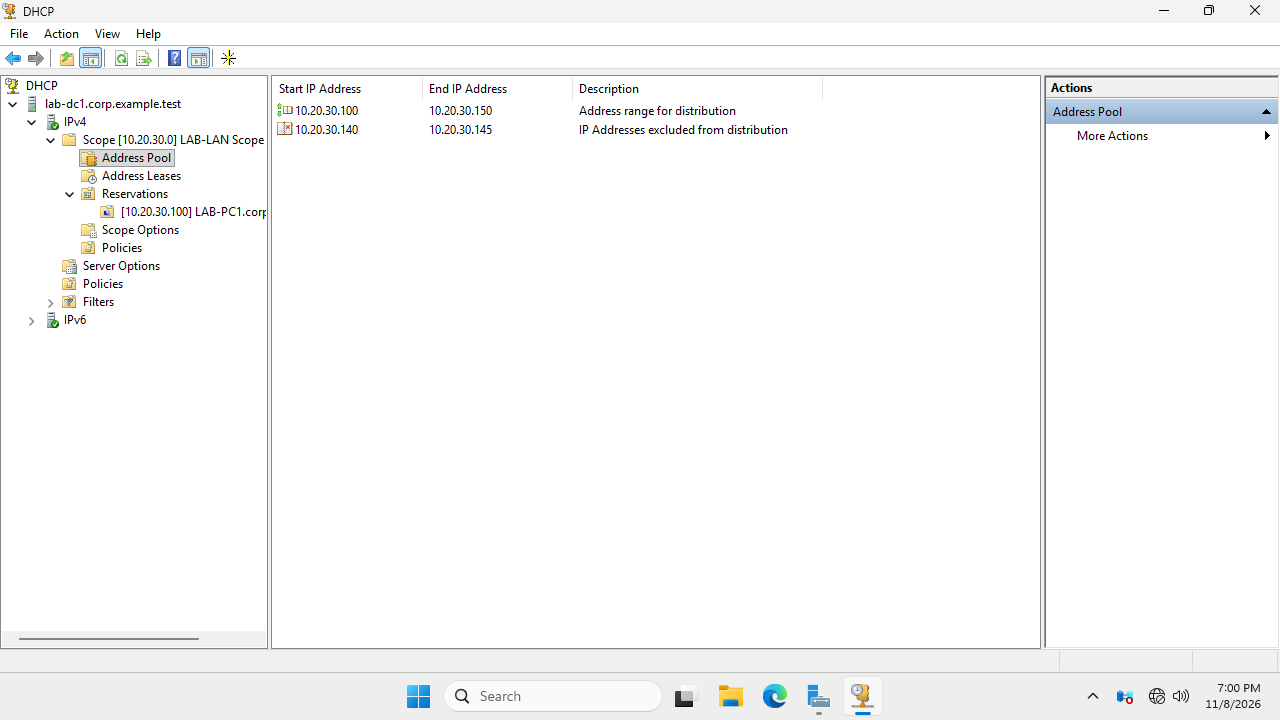 DHCP
File Action View Help
DHCP
lab-dc1.corp.example.test
IPv4
Scope [10.20.30.0] LAB-LAN Scope
Address Pool
Address Leases
Reservations
[10.20.30.100] LAB-PC1.corp
Scope Options
Policies
Server Options
Policies
Filters
IPv6
Start IP Address End IP Address Description
10.20.30.100 10.20.30.150 Address range for distribution
10.20.30.140 10.20.30.145 IP Addresses excluded from distribution
Actions
Address Pool
More Actions
Search
7:00 PM
11/8/2026